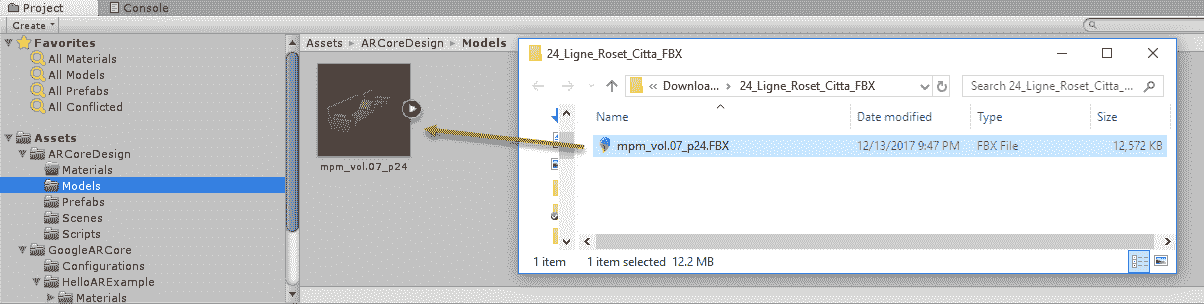 Project
Console
Create
Favorites
All Materials
All Models
All Prefabs
All Conflicted
Assets
ARCoreDesign
Materials
Models
Prefabs
Scenes
Scripts
GoogleARCore
Configurations
HelloARExample
Materials
Assets ARCoreDesign Models
mpm_vol.07_p24
24_Ligne_Roset_Citta_FBX
« Downloa... 24_Ligne_Roset_Citta_FBX
Search 24_Ligne_Roset_Citta_...
Name Date modified Type Size
mpm_vol.07_p24.FBX 12/13/2017 9:47 PM FBX File 12,572 KB
1 item 1 item selected 12.2 MB